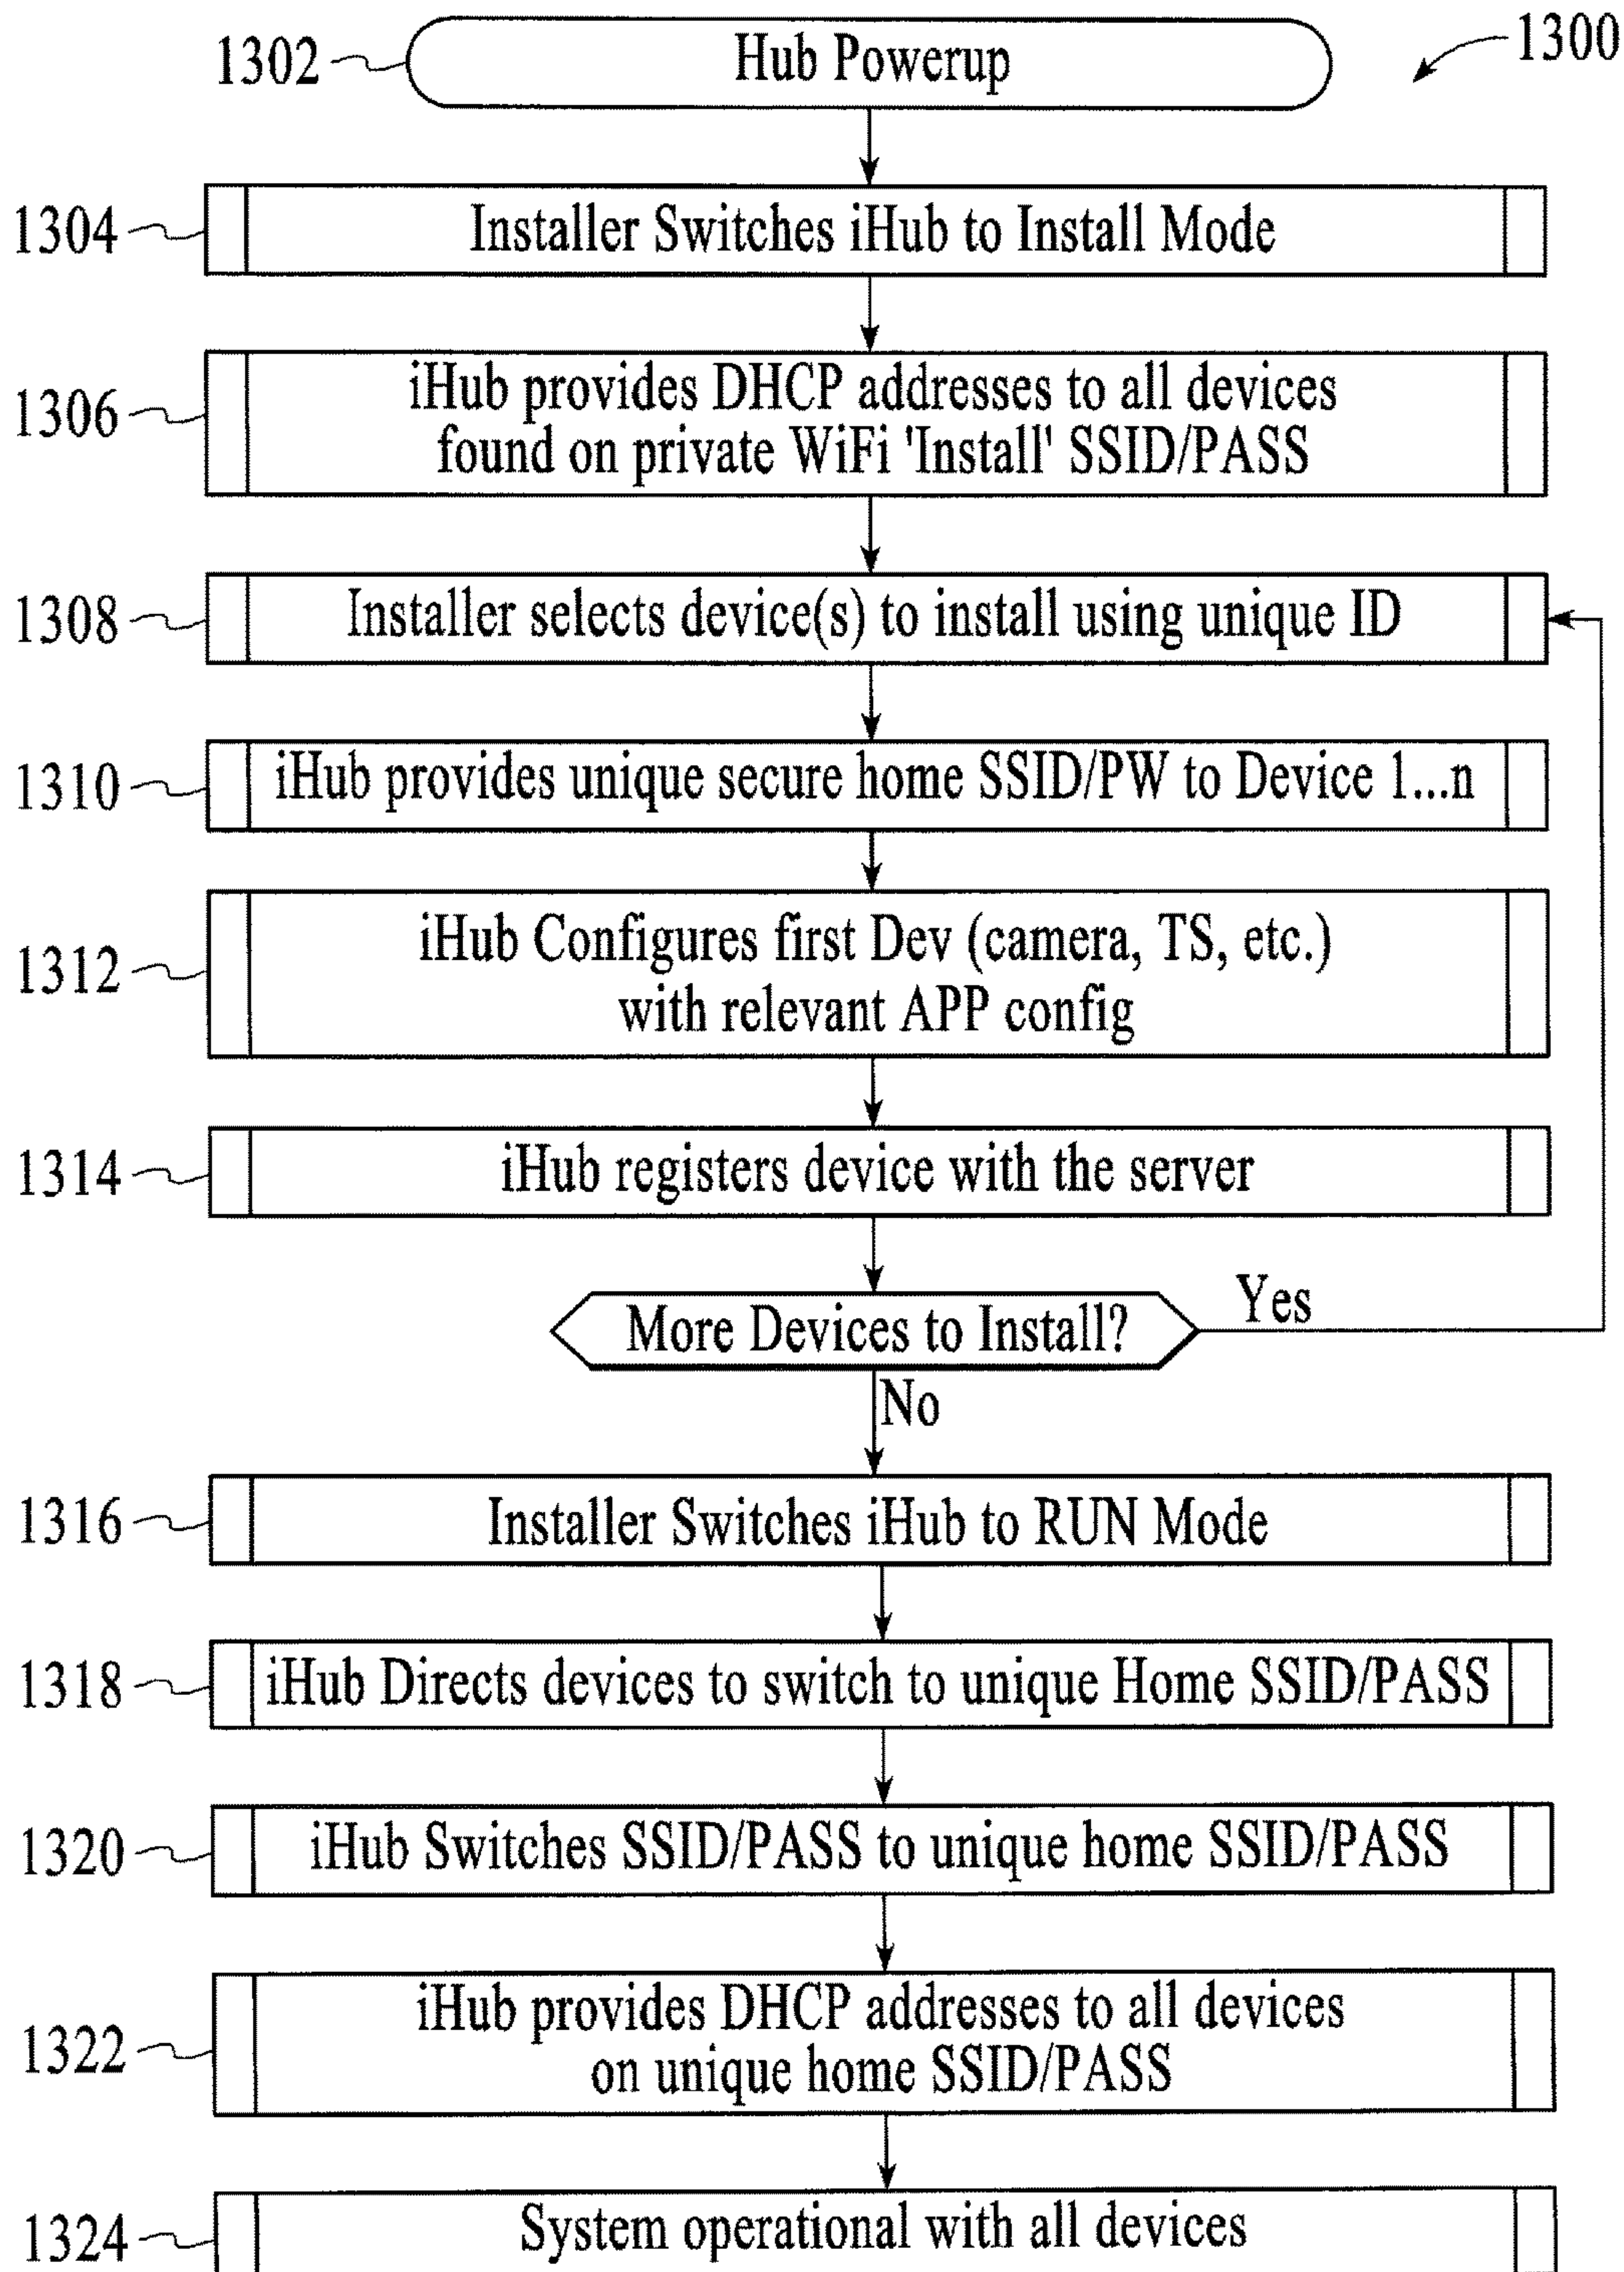 1300
1302 Hub Powerup
1304 Installer Switches iHub to Install Mode
1306 iHub provides DHCP addresses to all devices
found on private WiFi 'Install' SSID/PASS
1308 Installer selects device(s) to install using unique ID
1310 iHub provides unique secure home SSID/PW to Device 1...n
1312 iHub Configures first Dev (camera, TS, etc.)
with relevant APP config
1314 iHub registers device with the server
More Devices to Install? Yes
No
1316 Installer Switches iHub to RUN Mode
1318 iHub Directs devices to switch to unique Home SSID/PASS
1320 iHub Switches SSID/PASS to unique home SSID/PASS
1322 iHub provides DHCP addresses to all devices
on unique home SSID/PASS
1324 System operational with all devices